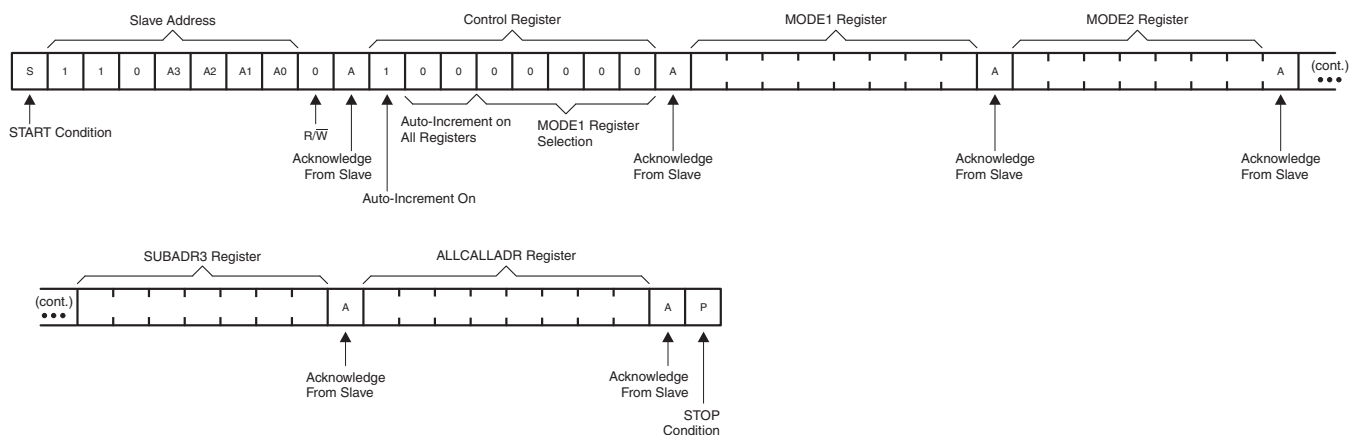 Slave Address Control Register MODE1 Register MODE2 Register
S 1 1 0 A3 A2 A1 A0 0 A 1 0 0 0 0 0 0 0 A A A (cont.)
•••
START Condition
R/W̅
Acknowledge
From Slave
Auto-Increment On
Auto-Increment on
All Registers
MODE1 Register
Selection
Acknowledge
From Slave
Acknowledge
From Slave
Acknowledge
From Slave
SUBADR3 Register ALLCALLADR Register
(cont.) A A P
•••
Acknowledge
From Slave
Acknowledge
From Slave
STOP
Condition